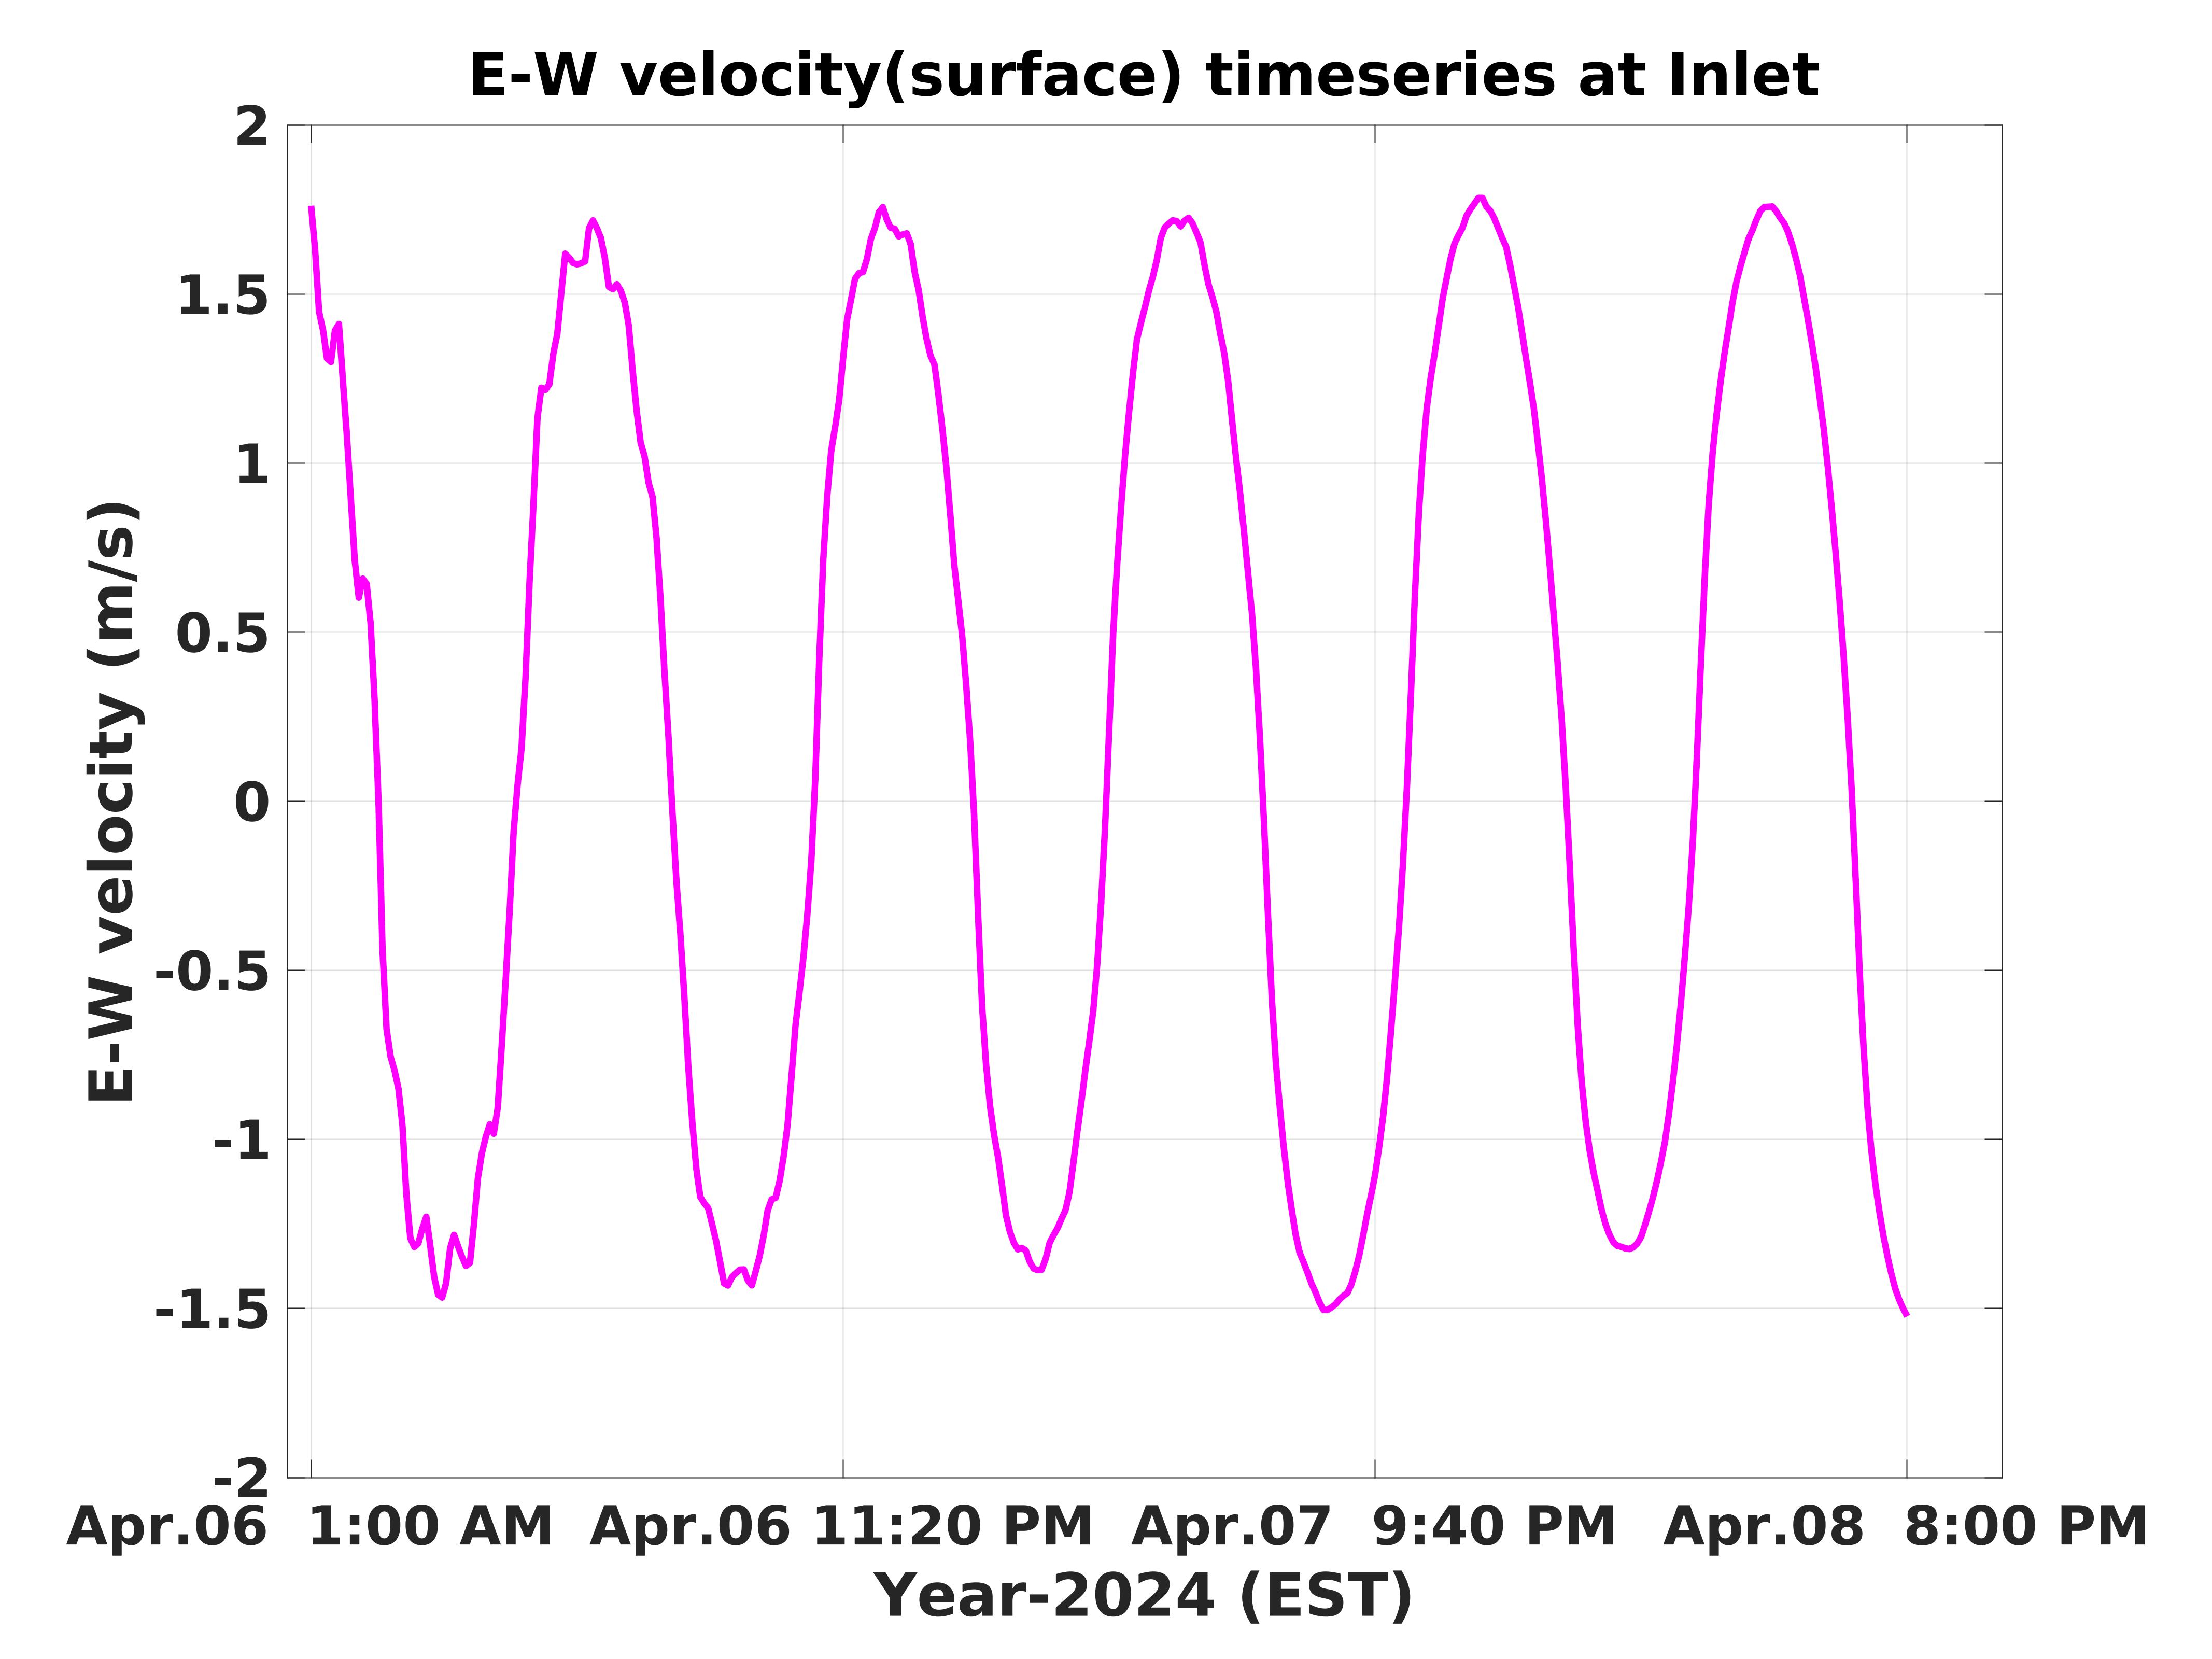 E-W velocity(surface) timeseries at Inlet
E-W velocity (m/s)
2
1.5
1
0.5
0
-0.5
-1
-1.5
-2
Apr.06 1:00 AM Apr.06 11:20 PM Apr.07 9:40 PM Apr.08 8:00 PM
Year-2024 (EST)